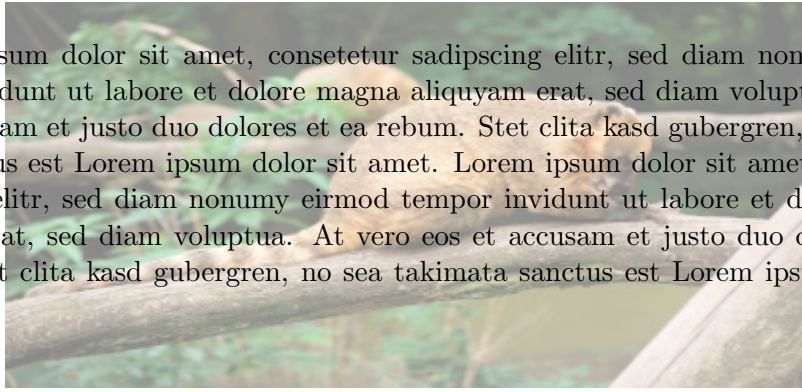 sum dolor sit amet, consetetur sadipscing elitr, sed diam non
dunt ut labore et dolore magna aliquyam erat, sed diam volupt
am et justo duo dolores et ea rebum. Stet clita kasd gubergren,
us est Lorem ipsum dolor sit amet. Lorem ipsum dolor sit amet
elitr, sed diam nonumy eirmod tempor invidunt ut labore et d
at, sed diam voluptua. At vero eos et accusam et justo duo d
t clita kasd gubergren, no sea takimata sanctus est Lorem ips